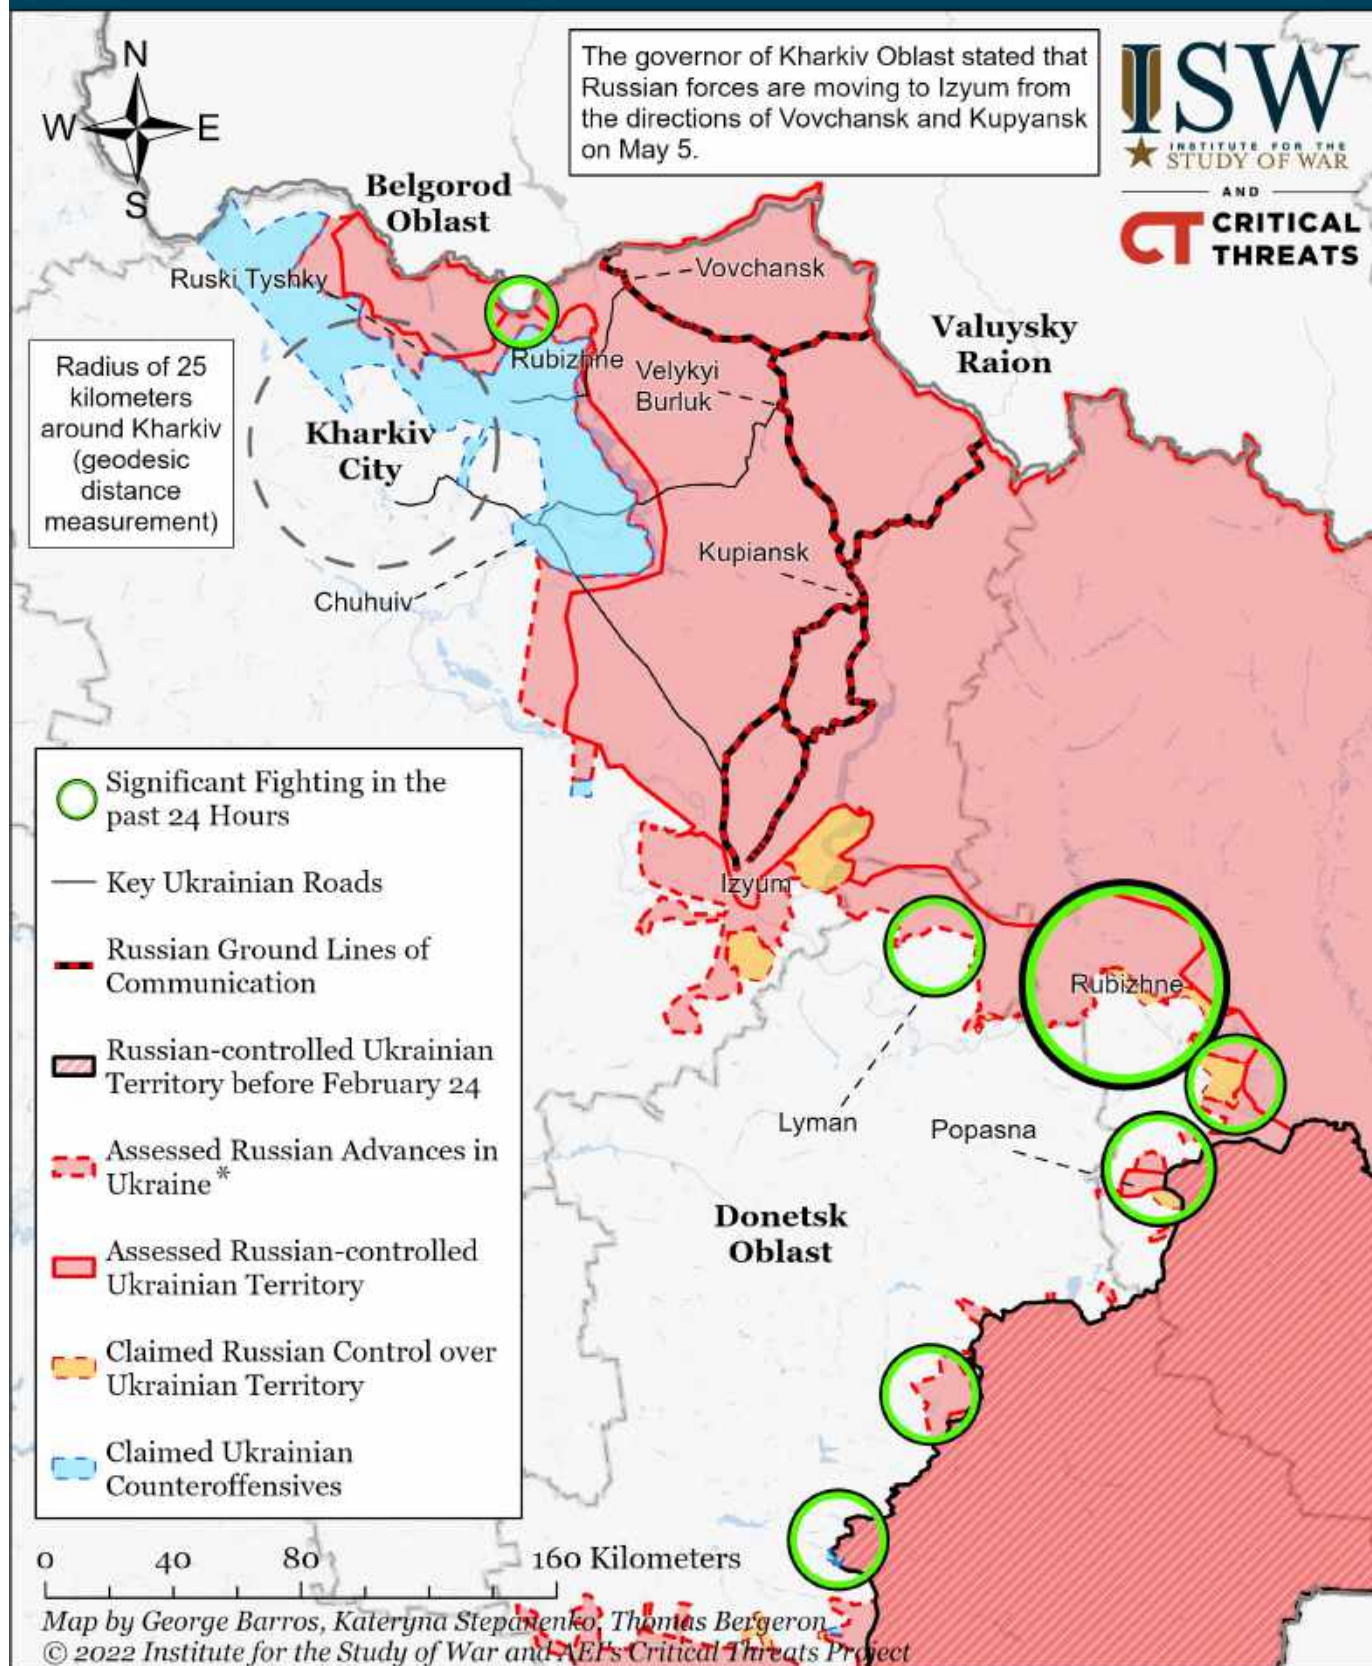 N
W E
S
The governor of Kharkiv Oblast stated that
Russian forces are moving to Izyum from
the directions of Vovchansk and Kupyansk
on May 5.
ISW
INSTITUTE FOR THE
STUDY OF WAR
AND
CT CRITICAL
THREATS
Belgorod
Oblast
Ruski Tyshky
Vovchansk
Valuysky
Raion
Rubizhne
Velykyi
Burluk
Radius of 25
kilometers
around Kharkiv
(geodesic
distance
measurement)
Kharkiv
City
Kupiansk
Chuhuiv
Izyum
Rubizhne
Lyman
Popasna
Donetsk
Oblast
Significant Fighting in the
past 24 Hours
Key Ukrainian Roads
Russian Ground Lines of
Communication
Russian-controlled Ukrainian
Territory before February 24
Assessed Russian Advances in
Ukraine*
Assessed Russian-controlled
Ukrainian Territory
Claimed Russian Control over
Ukrainian Territory
Claimed Ukrainian
Counteroffensives
0 40 80 160 Kilometers
Map by George Barros, Kateryna Stepanenko, Thomas Bergeron
© 2022 Institute for the Study of War and AEI's Critical Threats Project